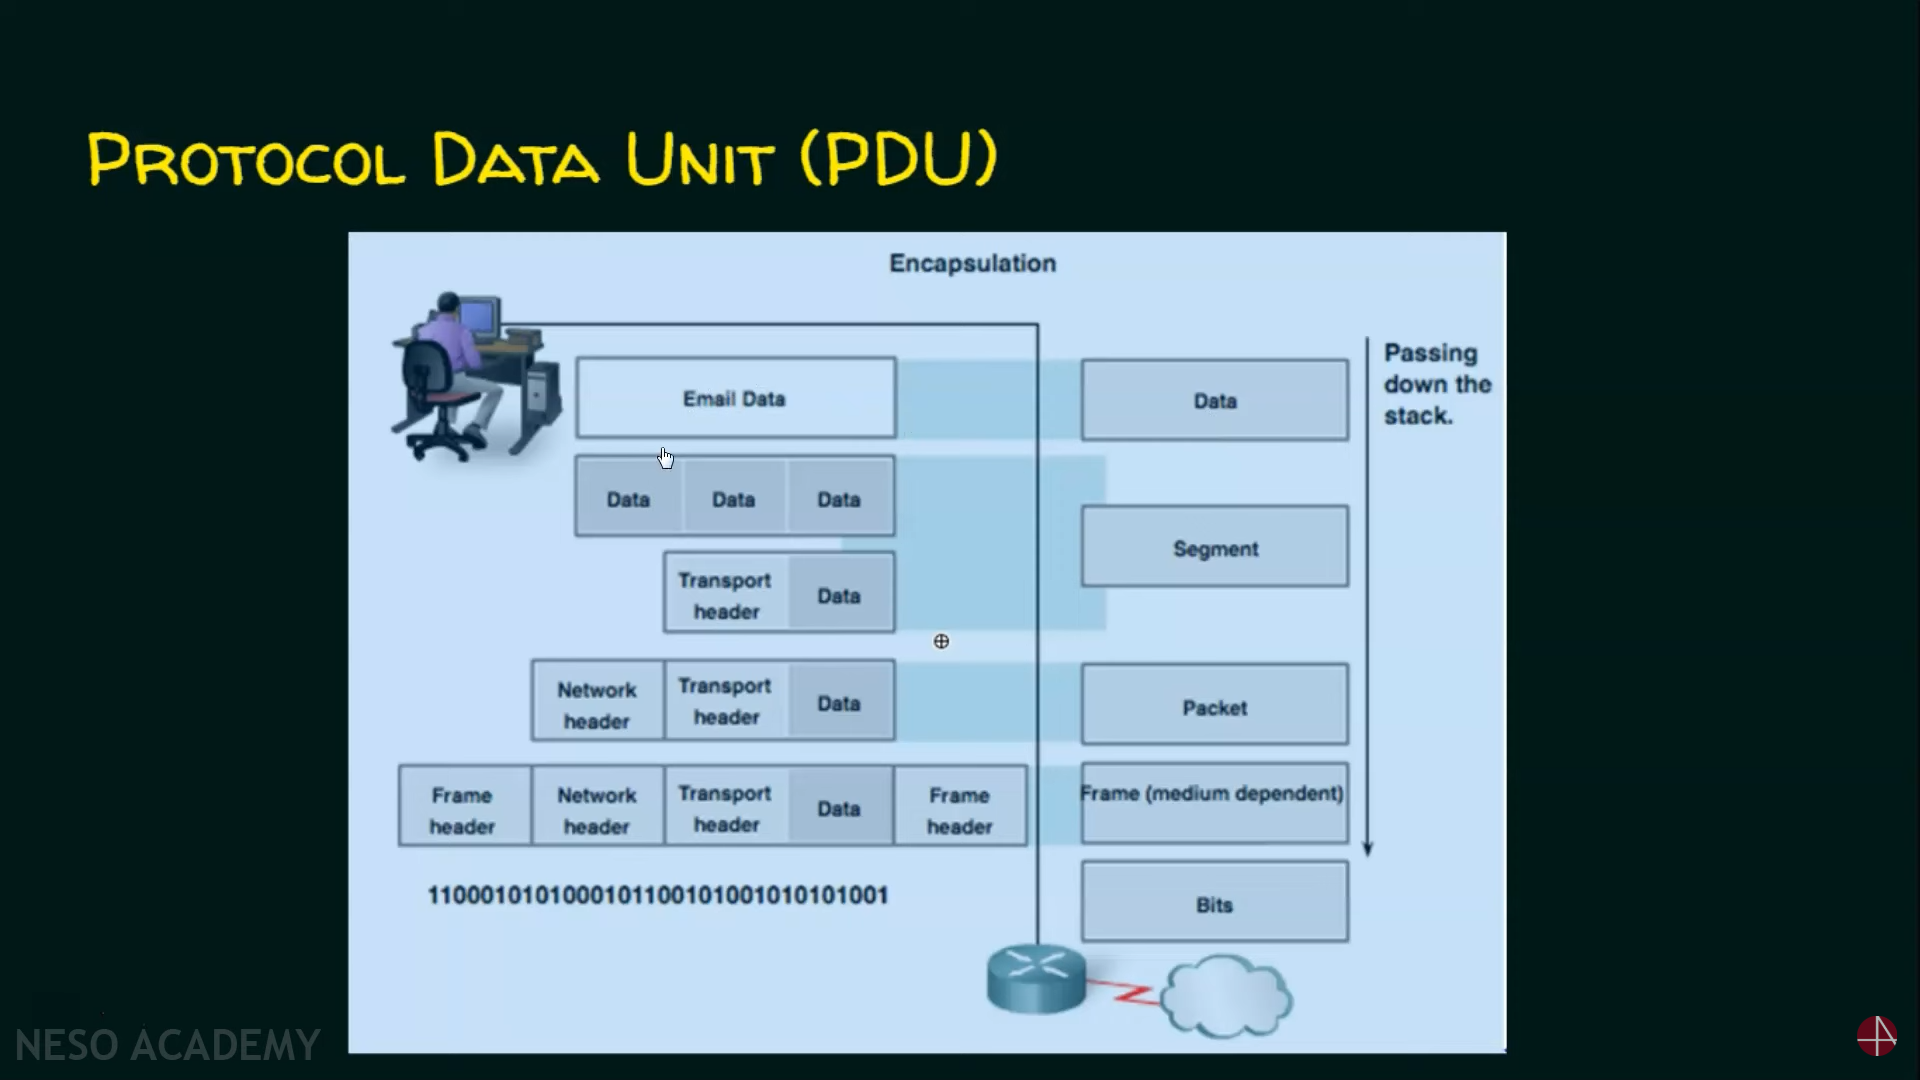 PROTOCOL DATA UNIT (PDU)
Encapsulation
Passing
down the
stack.
Email Data
Data
Data Data Data
Segment
Transport
header
Data
Network
header
Transport
header
Data
Packet
Frame
header
Network
header
Transport
header
Data
Frame
header
Frame (medium dependent)
11000101010001011001010010101010​01
Bits
NESO ACADEMY